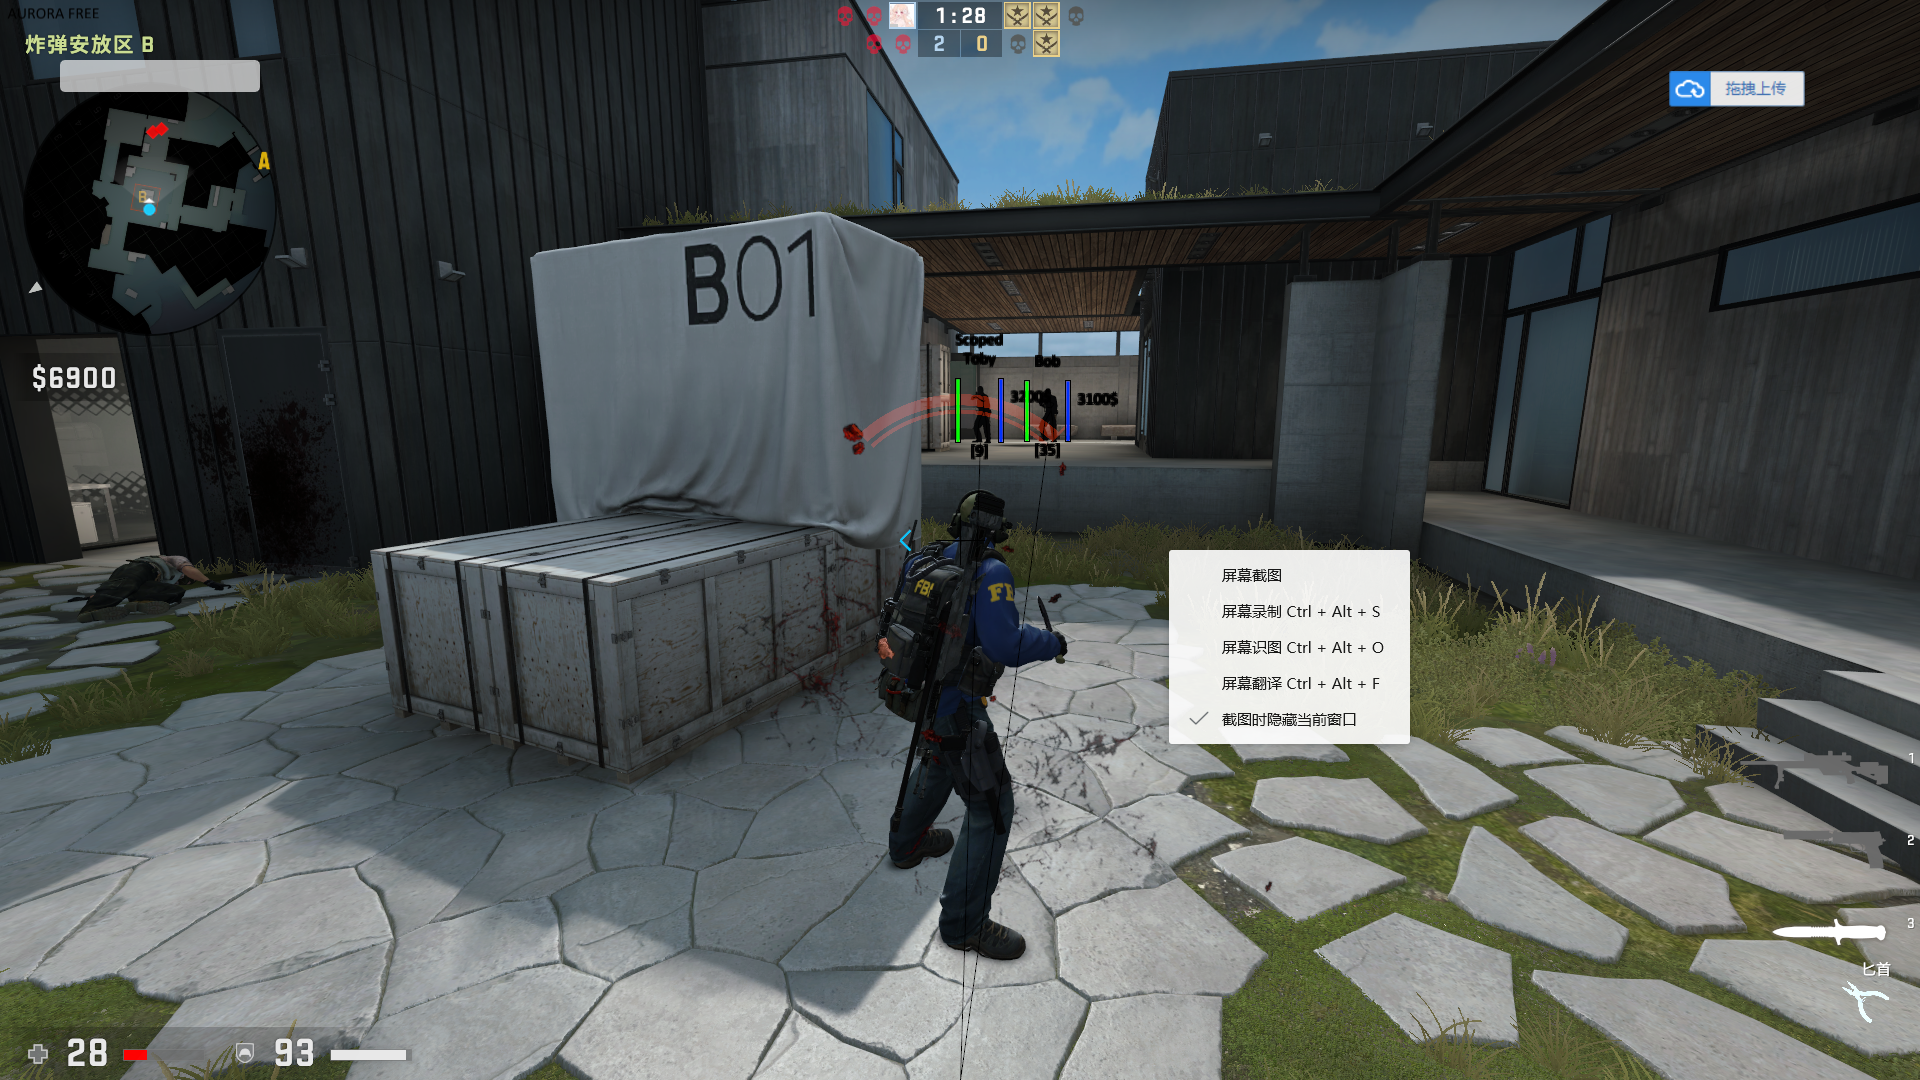 AURORA FREE
炸弹安放区 B
1:28
2 0
拖拽上传
A
B
$6900
B01
Scoped
Toby
Bob
3200$
3100$
[9]
[35]
FBI
屏幕截图
屏幕录制 Ctrl + Alt + S
屏幕识图 Ctrl + Alt + O
屏幕翻译 Ctrl + Alt + F
截图时隐藏当前窗口
1
2
3
匕首
28
93